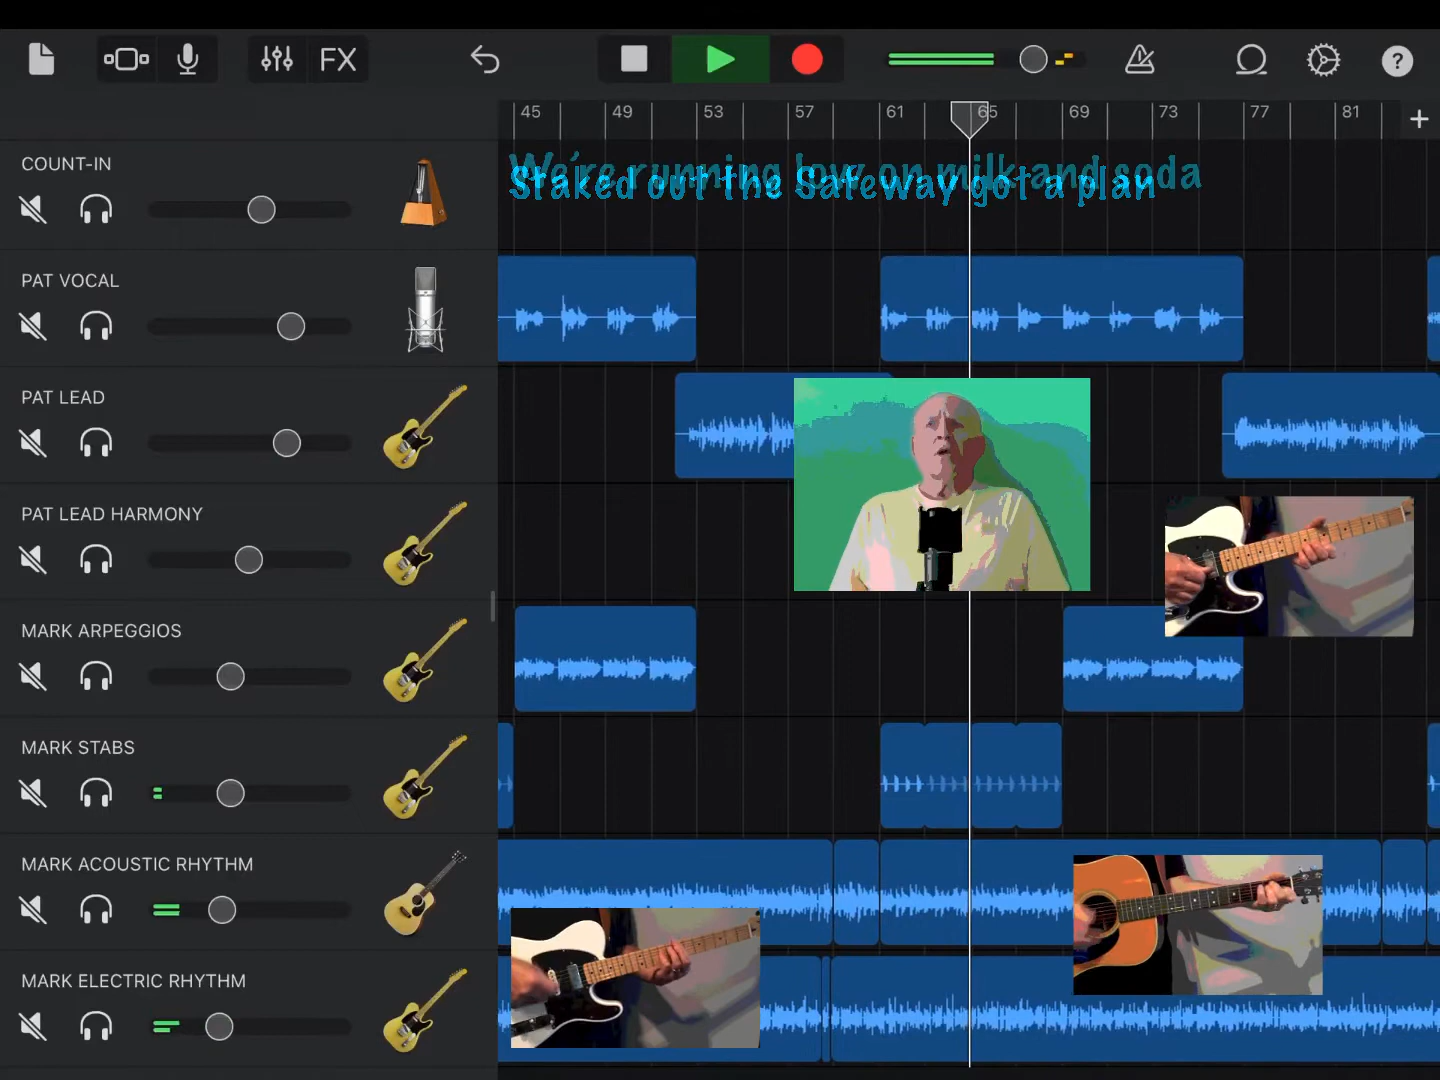 FX
45 49 53 57 61 65 69 73 77 81
COUNT-IN
We're running low on milk and soda
Staked out the Safeway got a plan
PAT VOCAL
PAT LEAD
PAT LEAD HARMONY
MARK ARPEGGIOS
MARK STABS
MARK ACOUSTIC RHYTHM
MARK ELECTRIC RHYTHM